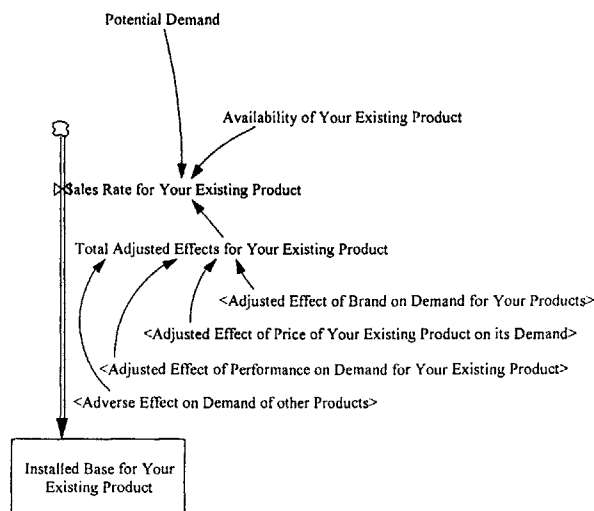 Potential Demand
Availability of Your Existing Product
Sales Rate for Your Existing Product
Total Adjusted Effects for Your Existing Product
<Adjusted Effect of Brand on Demand for Your Products>
<Adjusted Effect of Price of Your Existing Product on its Demand>
<Adjusted Effect of Performance on Demand for Your Existing Product>
<Adverse Effect on Demand of other Products>
Installed Base for Your
Existing Product